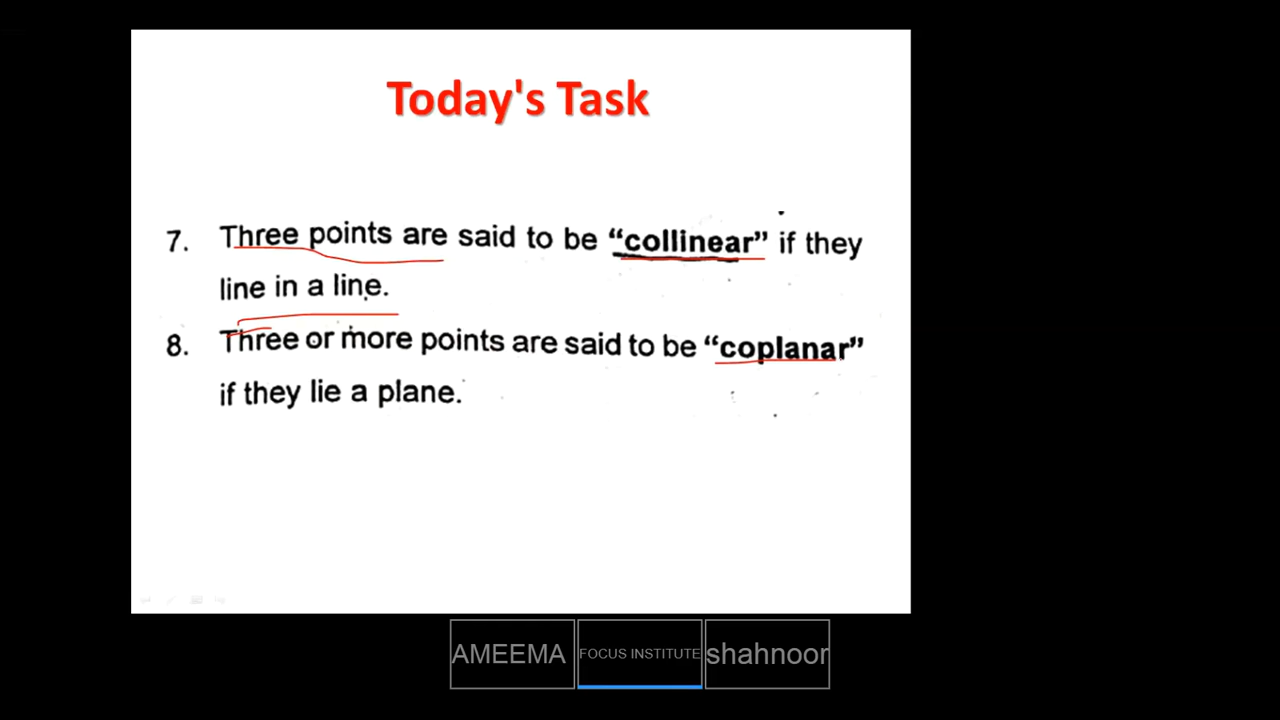 Today's Task
7. Three points are said to be “collinear” if they
line in a line.
8. Three or more points are said to be “coplanar”
if they lie a plane.
AMEEMA FOCUS INSTITUTE shahnoor